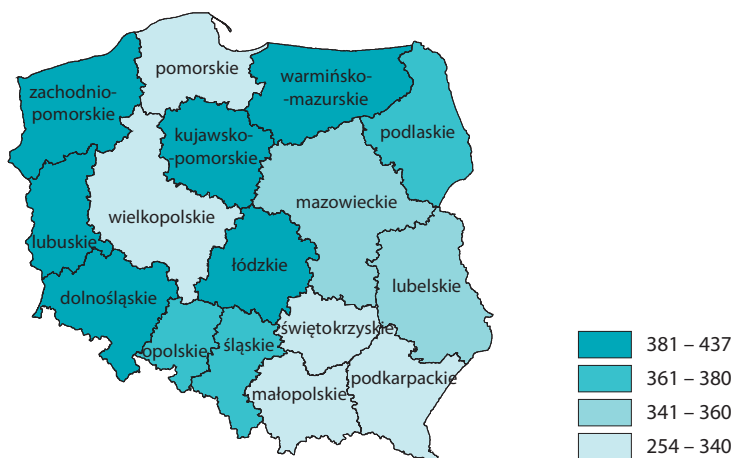 pomorskie
warmińsko-
-mazurskie
zachodnio-
pomorskie
podlaskie
kujawsko-
-pomorskie
mazowieckie
wielkopolskie
lubuskie
łódzkie
lubelskie
dolnośląskie
świętokrzyskie
opolskie
śląskie
podkarpackie
małopolskie
381 – 437
361 – 380
341 – 360
254 – 340